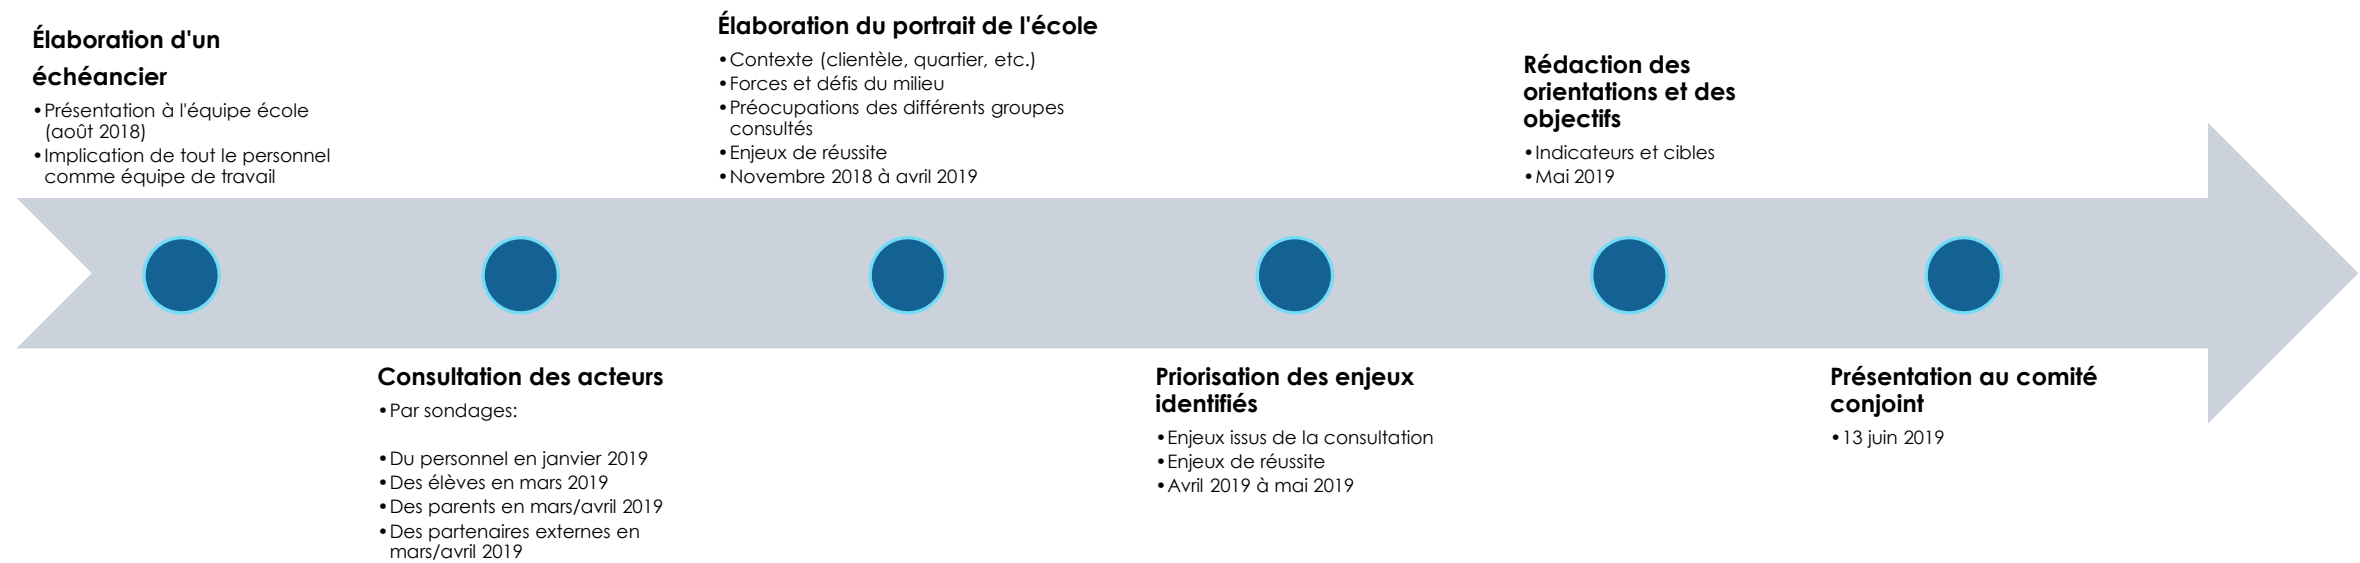 Élaboration d'un
échéancier
•Présentation à l'équipe école
(août 2018)
•Implication de tout le personnel
comme équipe de travail
Consultation des acteurs
•Par sondages:
•Du personnel en janvier 2019
•Des élèves en mars 2019
•Des parents en mars/avril 2019
•Des partenaires externes en
mars/avril 2019
Élaboration du portrait de l'école
•Contexte (clientèle, quartier, etc.)
•Forces et défis du milieu
•Préocupations des différents groupes
consultés
•Enjeux de réussite
•Novembre 2018 à avril 2019
Priorisation des enjeux
identifiés
•Enjeux issus de la consultation
•Enjeux de réussite
•Avril 2019 à mai 2019
Rédaction des
orientations et des
objectifs
•Indicateurs et cibles
•Mai 2019
Présentation au comité
conjoint
•13 juin 2019